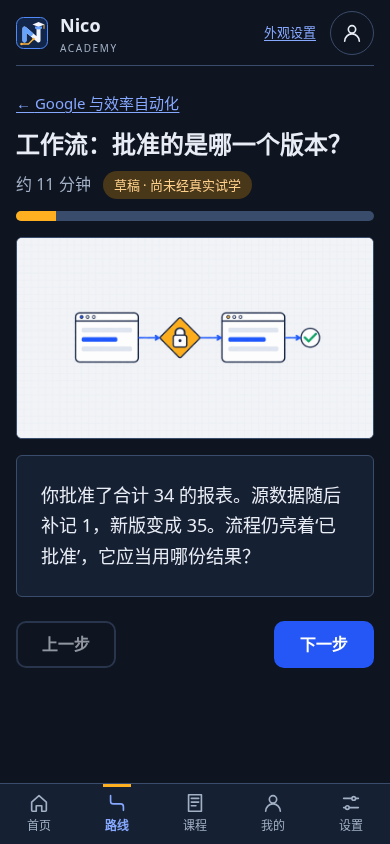 Nico
ACADEMY
外观设置
← Google 与效率自动化
工作流：批准的是哪一个版本？
约 11 分钟
草稿 · 尚未经真实试学
你批准了合计 34 的报表。源数据随后
补记 1，新版变成 35。流程仍亮着‘已
批准’，它应当用哪份结果？
上一步
下一步
首页
路线
课程
我的
设置